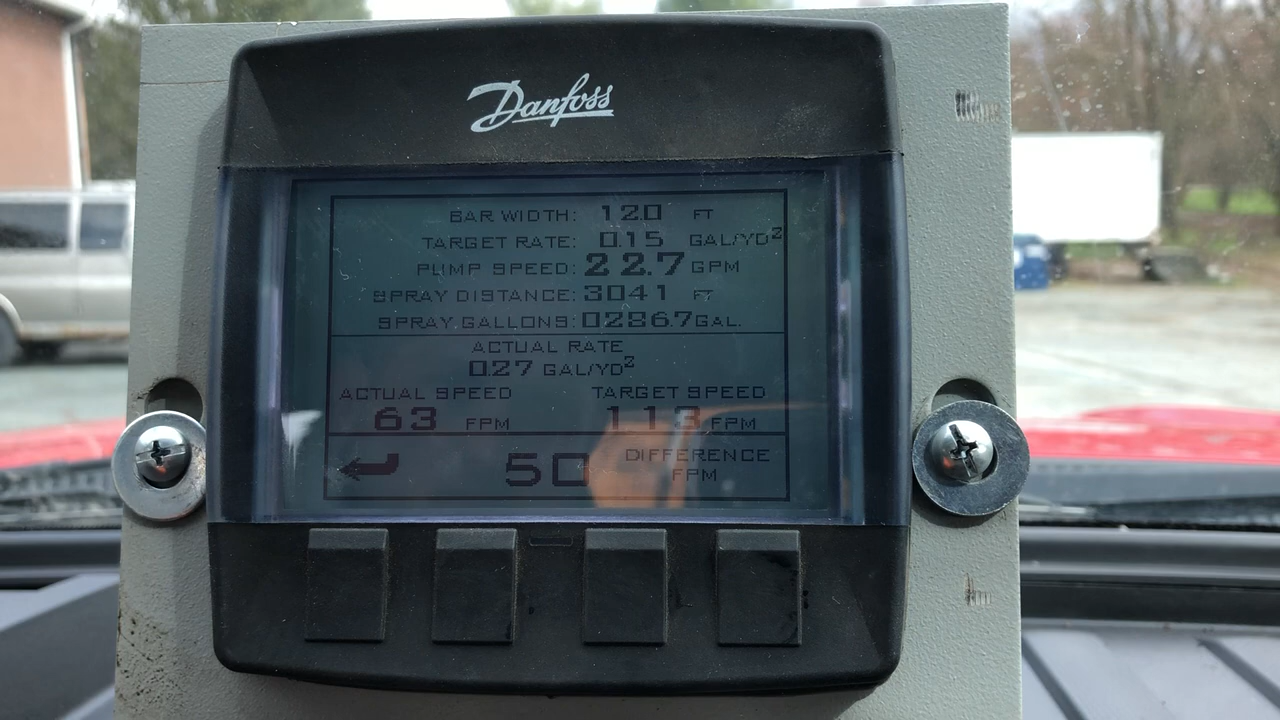 Danfoss
BAR WIDTH: 12.0 FT
TARGET RATE: 0.15 GAL/YD²
PUMP SPEED: 22.7 GPM
SPRAY DISTANCE: 3041 FT
SPRAY GALLONS: 0286.7 GAL.
ACTUAL RATE
0.27 GAL/YD²
ACTUAL SPEED TARGET SPEED
63 FPM 113 FPM
50 DIFFERENCE
FPM